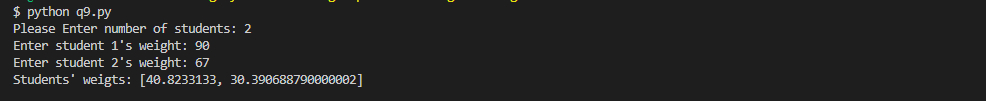 $ python q9.py
Please Enter number of students: 2
Enter student 1's weight: 90
Enter student 2's weight: 67
Students' weigts: [40.8233133, 30.390688790000002]